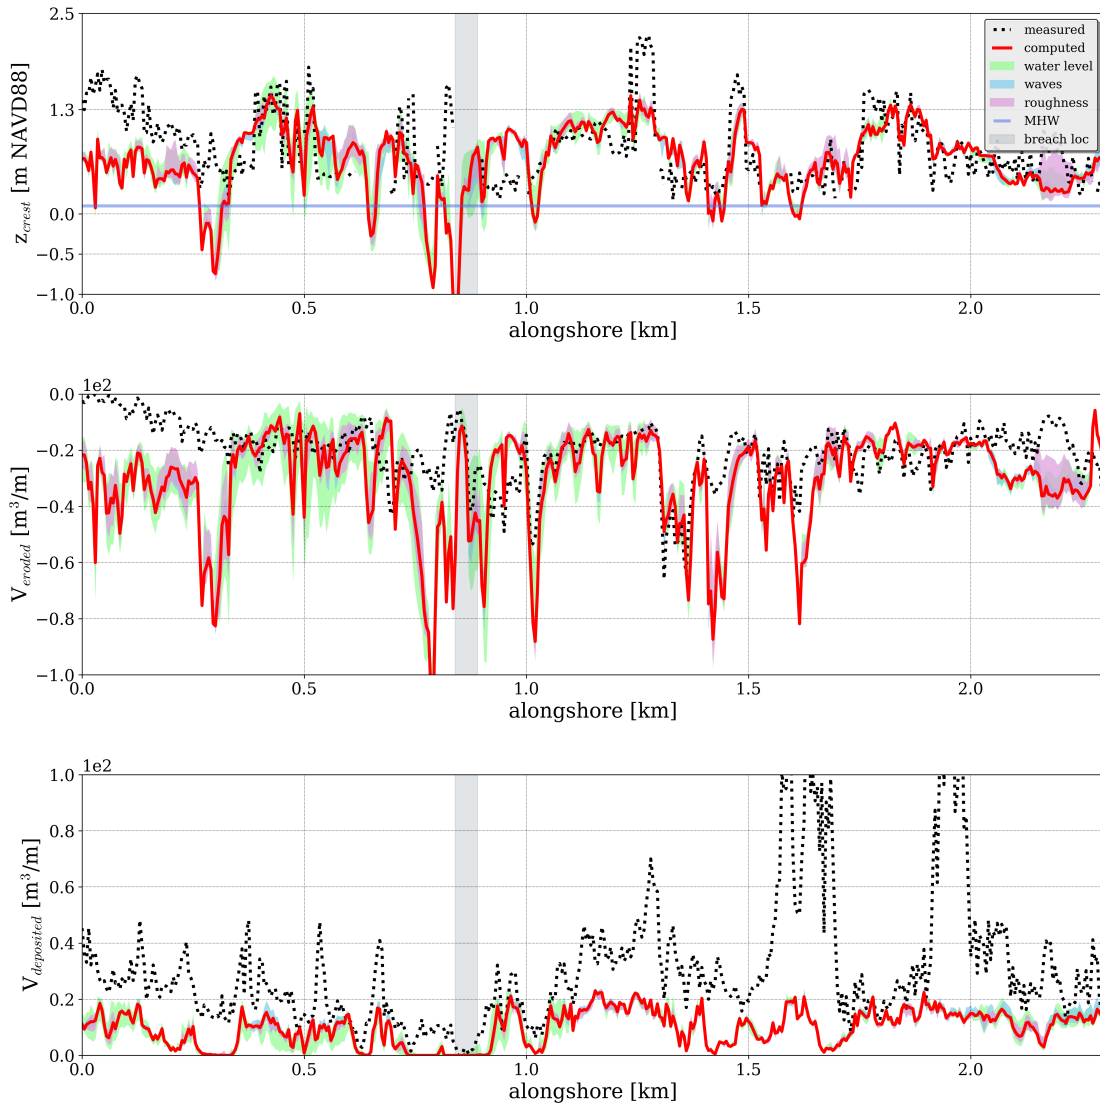 2.5
1.3
0.0
−0.5
−1.0
z_crest [m NAVD88]
measured
computed
water level
waves
roughness
MHW
breach loc
0.0 0.5 1.0 1.5 2.0
alongshore [km]
1e2
0.0
−0.2
−0.4
−0.6
−0.8
−1.0
V_eroded [m³/m]
0.0 0.5 1.0 1.5 2.0
alongshore [km]
1e2
1.0
0.8
0.6
0.4
0.2
0.0
V_deposited [m³/m]
0.0 0.5 1.0 1.5 2.0
alongshore [km]